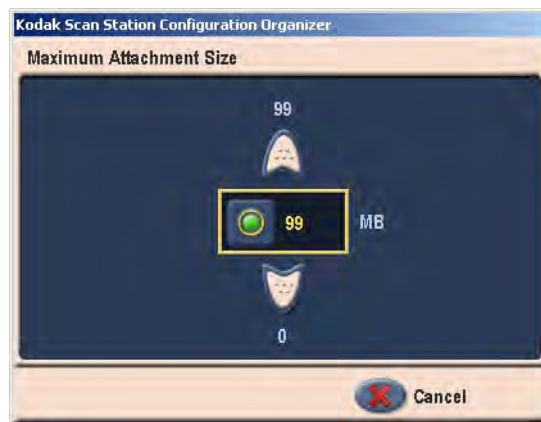 Kodak Scan Station Configuration Organizer
Maximum Attachment Size
99
99 MB
0
Cancel